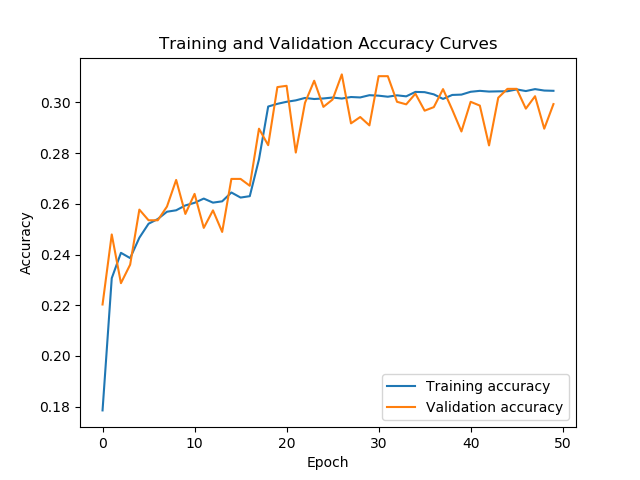 Training and Validation Accuracy Curves
0.30
0.28
0.26
0.24
0.22
0.20
0.18
Accuracy
Training accuracy
Validation accuracy
0 10 20 30 40 50
Epoch